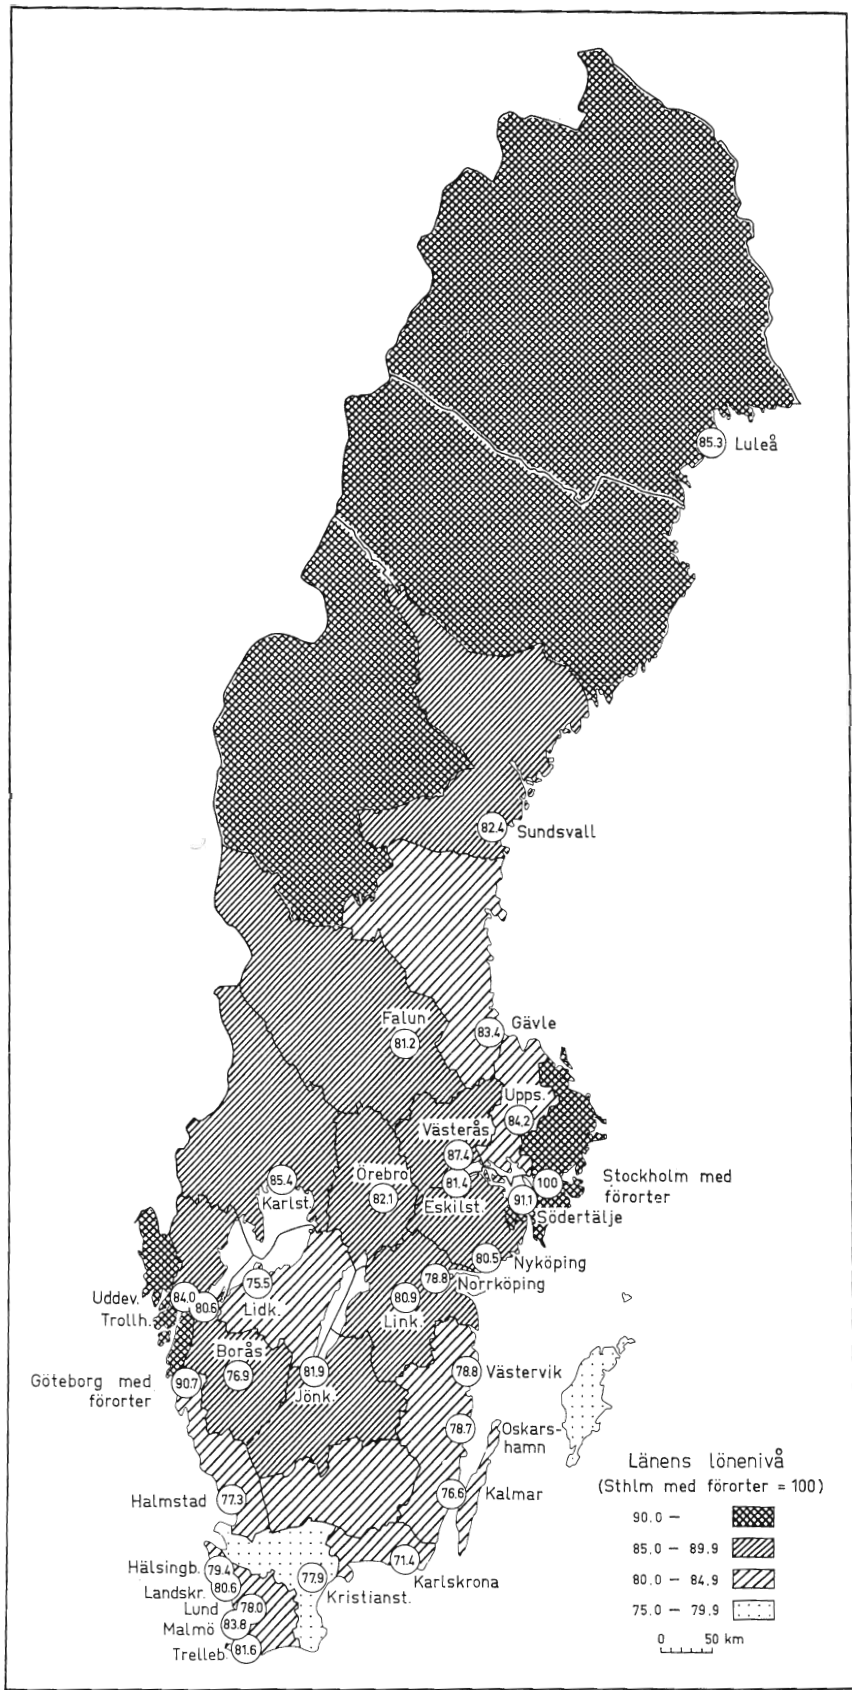 85.3 Luleå
82.4 Sundsvall
Falun
81.2
83.4 Gävle
Upps.
84.2
Västerås
87.4
81.4
Eskilst.
Örebro
82.1
85.4
Karlst.
100
Stockholm med
förorter
91.1
Södertälje
80.5
Nyköping
78.8
Norrköping
80.9
Link.
75.5
Lidk.
Uddev. 84.0
Trollh. 80.6
Borås
76.9
81.9
Jönk.
Göteborg med
förorter
90.7
78.8 Västervik
78.7 Oskars-
hamn
76.6 Kalmar
Halmstad 77.3
71.4
Karlskrona
77.9
Kristianst.
Hälsingb. 79.4
Landskr. 80.6
Lund 78.0
Malmö 83.8
Trelleb. 81.6
Länens lönenivå
(Sthlm med förorter = 100)
90.0 —
85.0 — 89.9
80.0 — 84.9
75.0 — 79.9
0 50 km